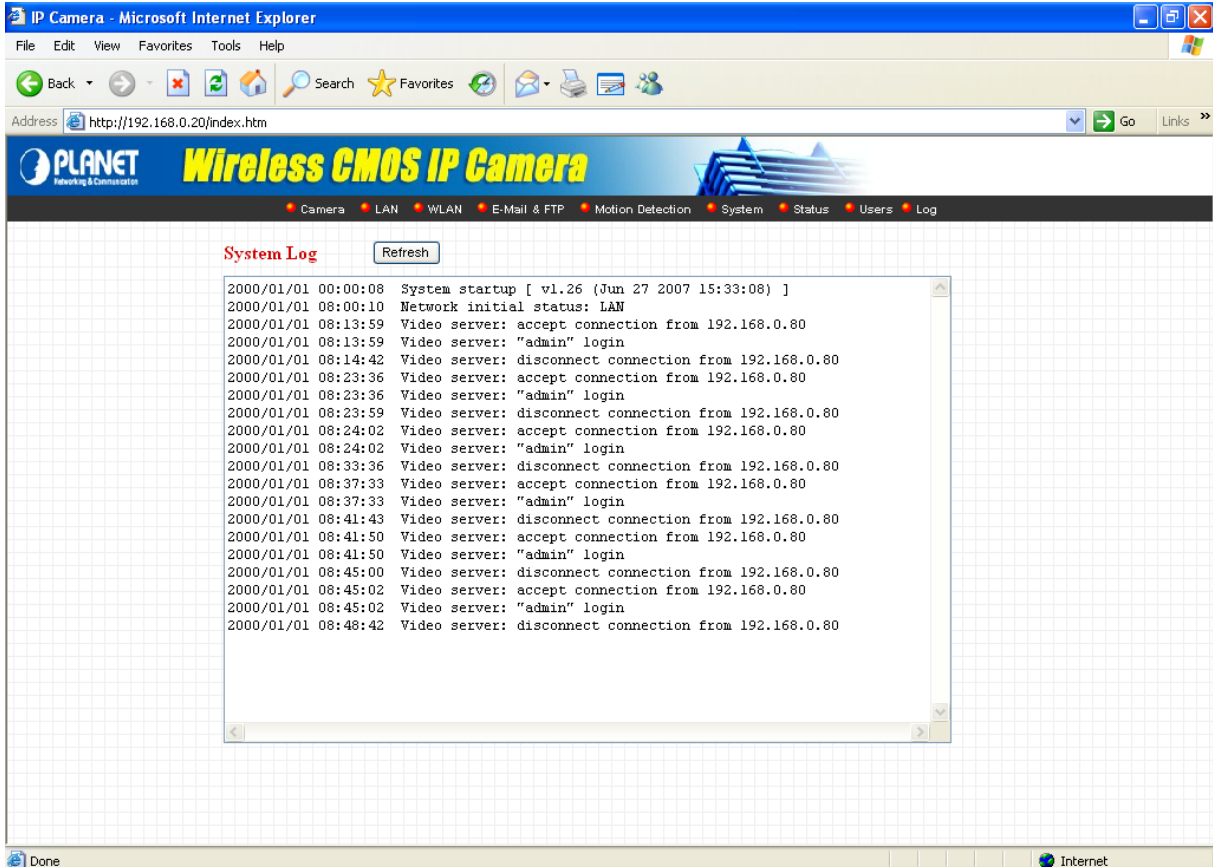 IP Camera - Microsoft Internet Explorer
File Edit View Favorites Tools Help
Back Search Favorites
Address http://192.168.0.20/index.htm Go Links »
PLANET Wireless CMOS IP Camera
Networking & Communication
Camera LAN WLAN E-Mail & FTP Motion Detection System Status Users Log
System Log Refresh
2000/01/01 00:00:08 System startup [ v1.26 (Jun 27 2007 15:33:08) ]
2000/01/01 08:00:10 Network initial status: LAN
2000/01/01 08:13:59 Video server: accept connection from 192.168.0.80
2000/01/01 08:13:59 Video server: "admin" login
2000/01/01 08:14:42 Video server: disconnect connection from 192.168.0.80
2000/01/01 08:23:36 Video server: accept connection from 192.168.0.80
2000/01/01 08:23:36 Video server: "admin" login
2000/01/01 08:23:59 Video server: disconnect connection from 192.168.0.80
2000/01/01 08:24:02 Video server: accept connection from 192.168.0.80
2000/01/01 08:24:02 Video server: "admin" login
2000/01/01 08:33:36 Video server: disconnect connection from 192.168.0.80
2000/01/01 08:37:33 Video server: accept connection from 192.168.0.80
2000/01/01 08:37:33 Video server: "admin" login
2000/01/01 08:41:43 Video server: disconnect connection from 192.168.0.80
2000/01/01 08:41:50 Video server: accept connection from 192.168.0.80
2000/01/01 08:41:50 Video server: "admin" login
2000/01/01 08:45:00 Video server: disconnect connection from 192.168.0.80
2000/01/01 08:45:02 Video server: accept connection from 192.168.0.80
2000/01/01 08:45:02 Video server: "admin" login
2000/01/01 08:48:42 Video server: disconnect connection from 192.168.0.80
Done Internet